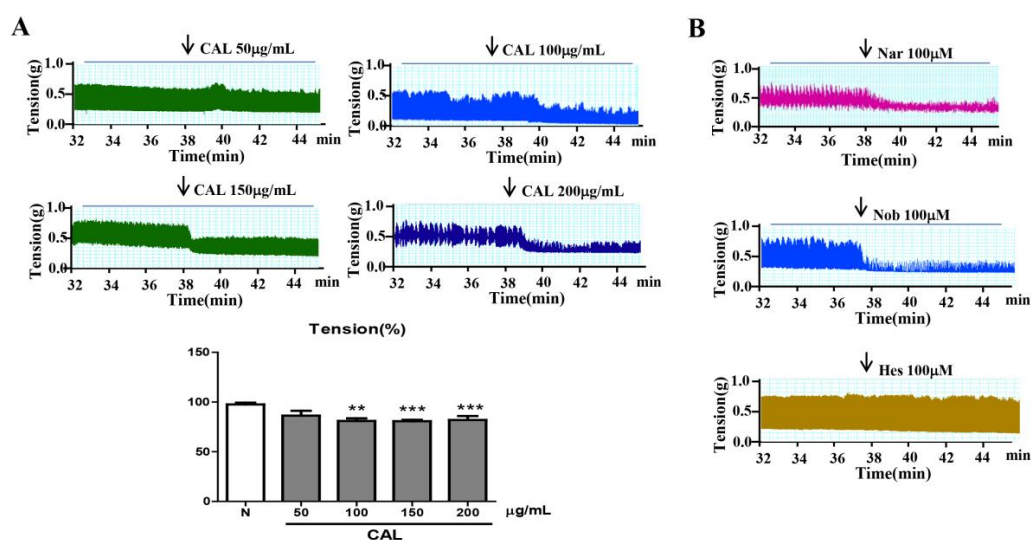 A
B
CAL 50µg/mL
Tension(g)
1.0
0.5
0.0
32 34 36 38 40 42 44 min
Time(min)
CAL 100µg/mL
Tension(g)
1.0
0.5
0.0
32 34 36 38 40 42 44 min
Time(min)
CAL 150µg/mL
Tension(g)
1.0
0.5
0.0
32 34 36 38 40 42 44 min
Time(min)
CAL 200µg/mL
Tension(g)
1.0
0.5
0.0
32 34 36 38 40 42 44 min
Time(min)
Tension(%)
150
100
50
0
** *** ***
N 50 100 150 200 µg/mL
CAL
Nar 100µM
Tension(g)
1.0
0.5
0.0
32 34 36 38 40 42 44 min
Time(min)
Nob 100µM
Tension(g)
1.0
0.5
0.0
32 34 36 38 40 42 44 min
Time(min)
Hes 100µM
Tension(g)
1.0
0.5
0.0
32 34 36 38 40 42 44 min
Time(min)